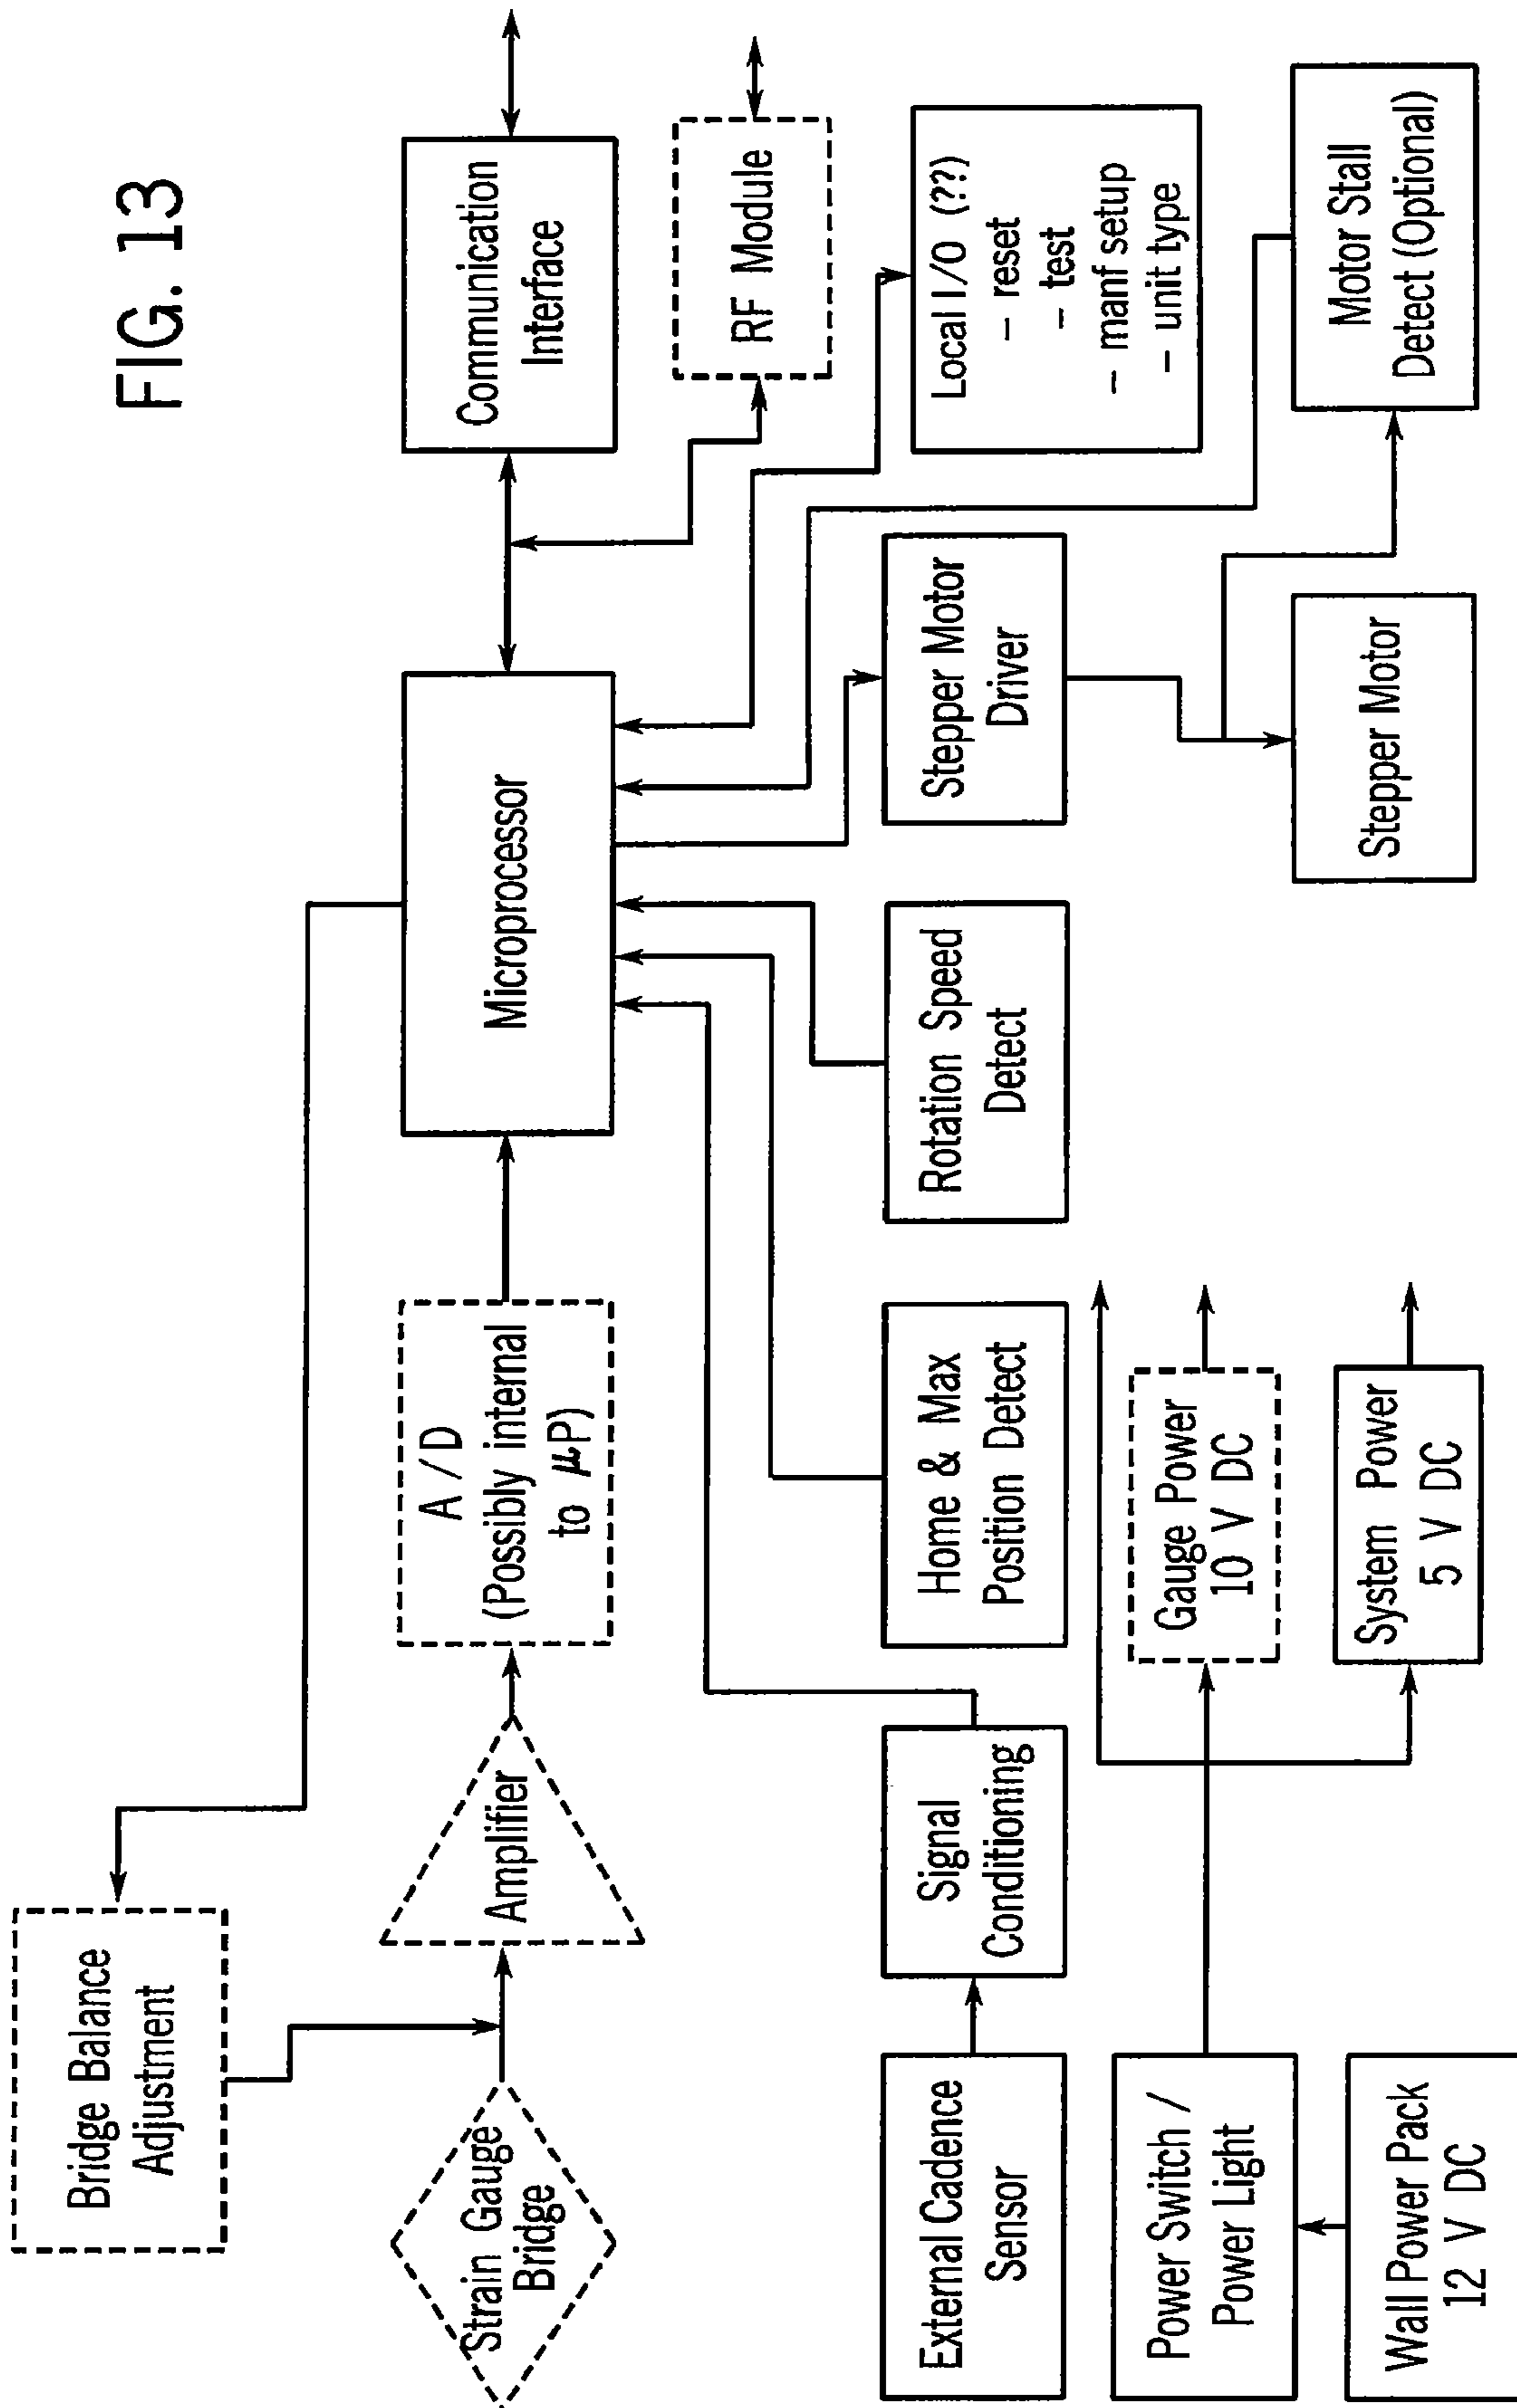 FIG. 13
Bridge Balance
Adjustment
Strain Gauge
Bridge
Amplifier
A / D
(Possibly internal
to μP)
Microprocessor
Communication
Interface
RF Module
Local I/O (??)
– reset
– test
– manf setup
– unit type
External Cadence
Sensor
Signal
Conditioning
Home & Max
Position Detect
Rotation Speed
Detect
Stepper Motor
Driver
Stepper Motor
Motor Stall
Detect (Optional)
Power Switch /
Power Light
Wall Power Pack
12 V DC
Gauge Power
10 V DC
System Power
5 V DC